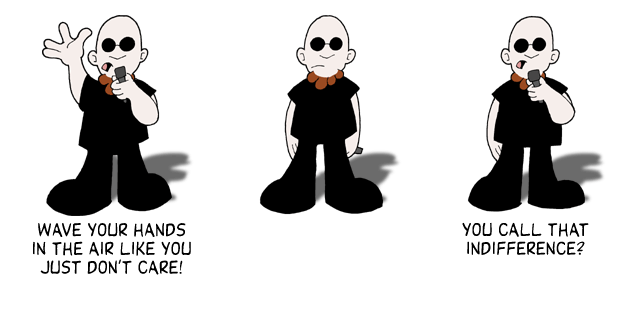 WAVE YOUR HANDS
IN THE AIR LIKE YOU
JUST DON'T CARE!
YOU CALL THAT
INDIFFERENCE?